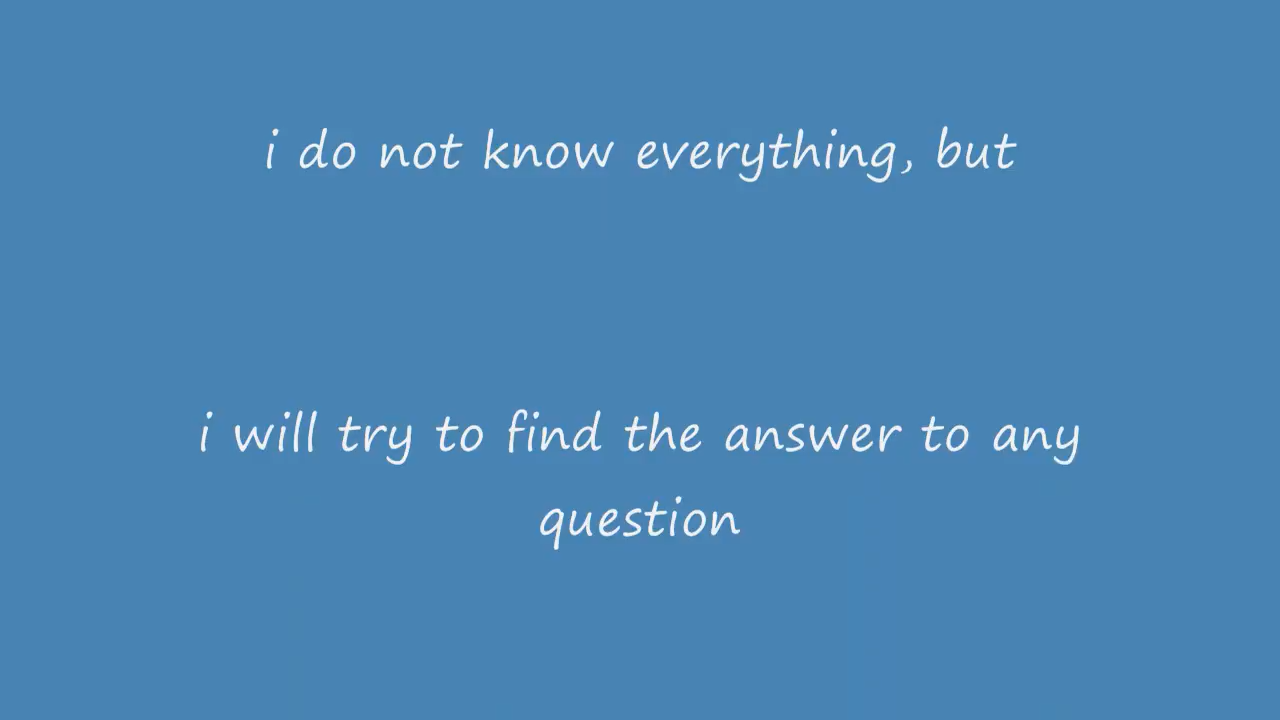 i do not know everything, but
i will try to find the answer to any
question